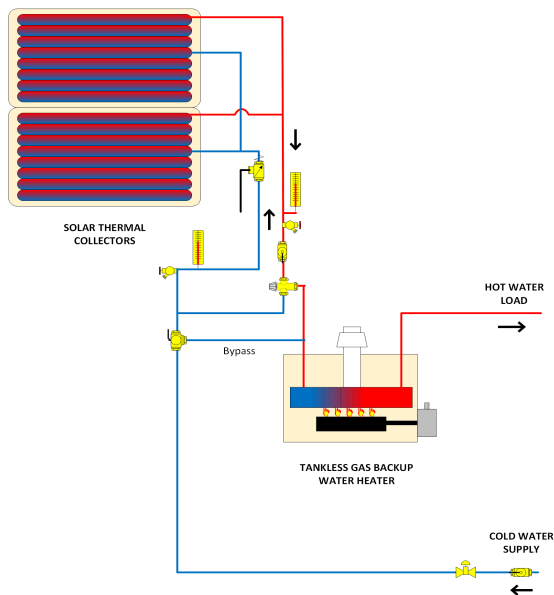 SOLAR THERMAL
COLLECTORS
HOT WATER
LOAD
Bypass
TANKLESS GAS BACKUP
WATER HEATER
COLD WATER
SUPPLY